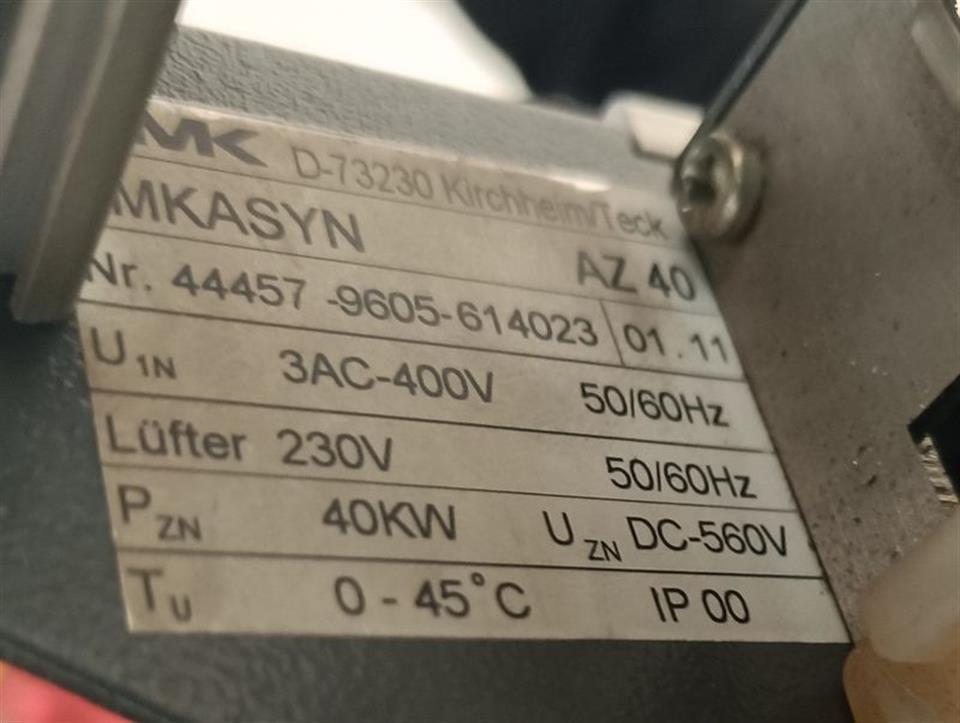 MK D-73230 Kirchheim/Teck
MKASYN AZ 40
Nr. 44457 -9605-614023 01.11
U1N 3AC-400V 50/60Hz
Lüfter 230V 50/60Hz
PZN 40KW UZN DC-560V
TU 0 - 45°C IP 00